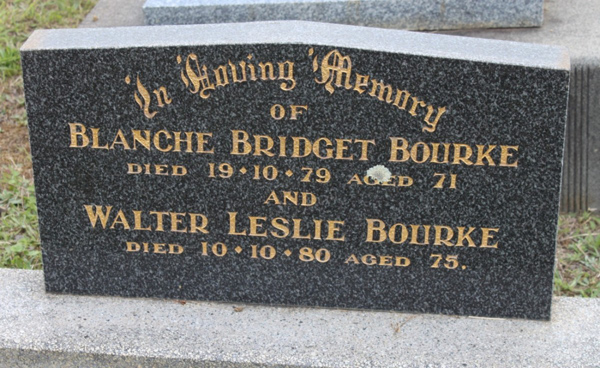 In Loving Memory
OF
BLANCHE BRIDGET BOURKE
DIED 19•10•79 AGED 71
AND
WALTER LESLIE BOURKE
DIED 10•10•80 AGED 75.